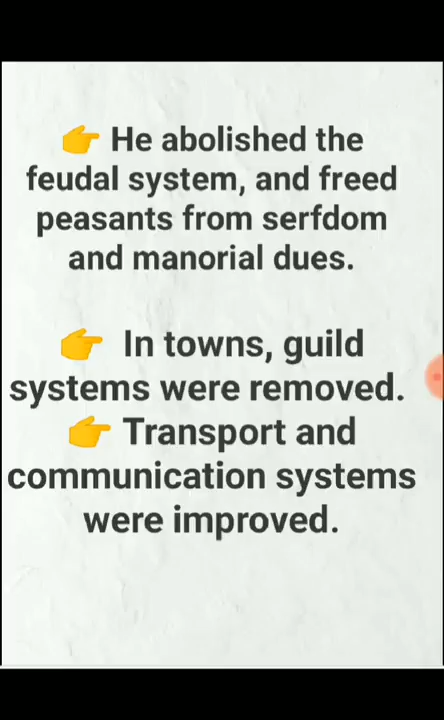 👉 He abolished the
feudal system, and freed
peasants from serfdom
and manorial dues.
👉 In towns, guild
systems were removed.
👉 Transport and
communication systems
were improved.